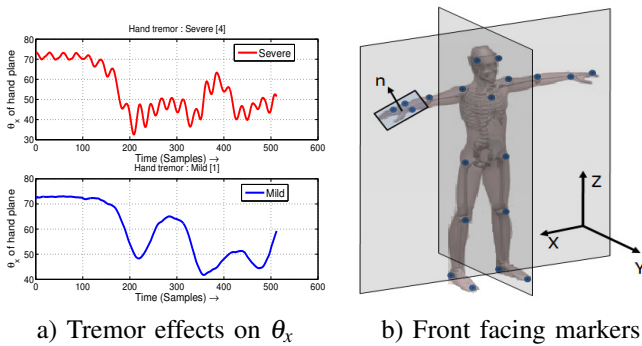 Hand tremor : Severe [4]
80
70
60
50
40
30
0 100 200 300 400 500 600
θx of hand plane
Severe
Time (Samples) →
Hand tremor : Mild [1]
80
70
60
50
40
0 100 200 300 400 500 600
θx of hand plane
Mild
Time (Samples) →
n
Z
X
Y
a) Tremor effects on θx
b) Front facing markers